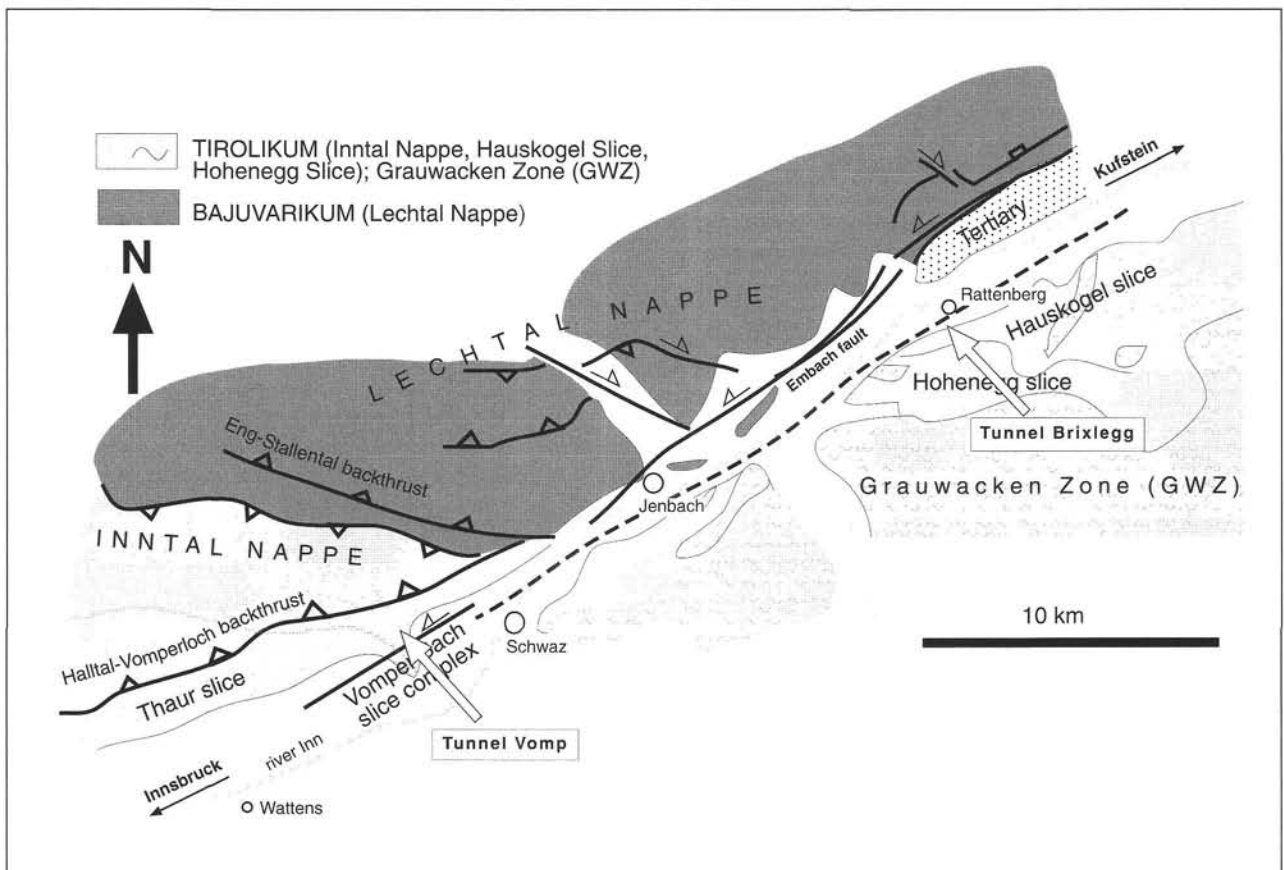 TIROLIKUM (Inntal Nappe, Hauskogel Slice,
Hohenegg Slice); Grauwacken Zone (GWZ)
BAJUVARIKUM (Lechtal Nappe)
N
Kufstein
Tertiary
LECHTAL NAPPE
Rattenberg
Hauskogel slice
Embach fault
Hohenegg slice
Tunnel Brixlegg
Eng-Stallental backthrust
Grauwacken Zone (GWZ)
Jenbach
INNTAL NAPPE
10 km
Halltal-Vomperloch backthrust
Schwaz
Thaur slice
slice complex
Tunnel Vomp
river Inn
Innsbruck
Wattens